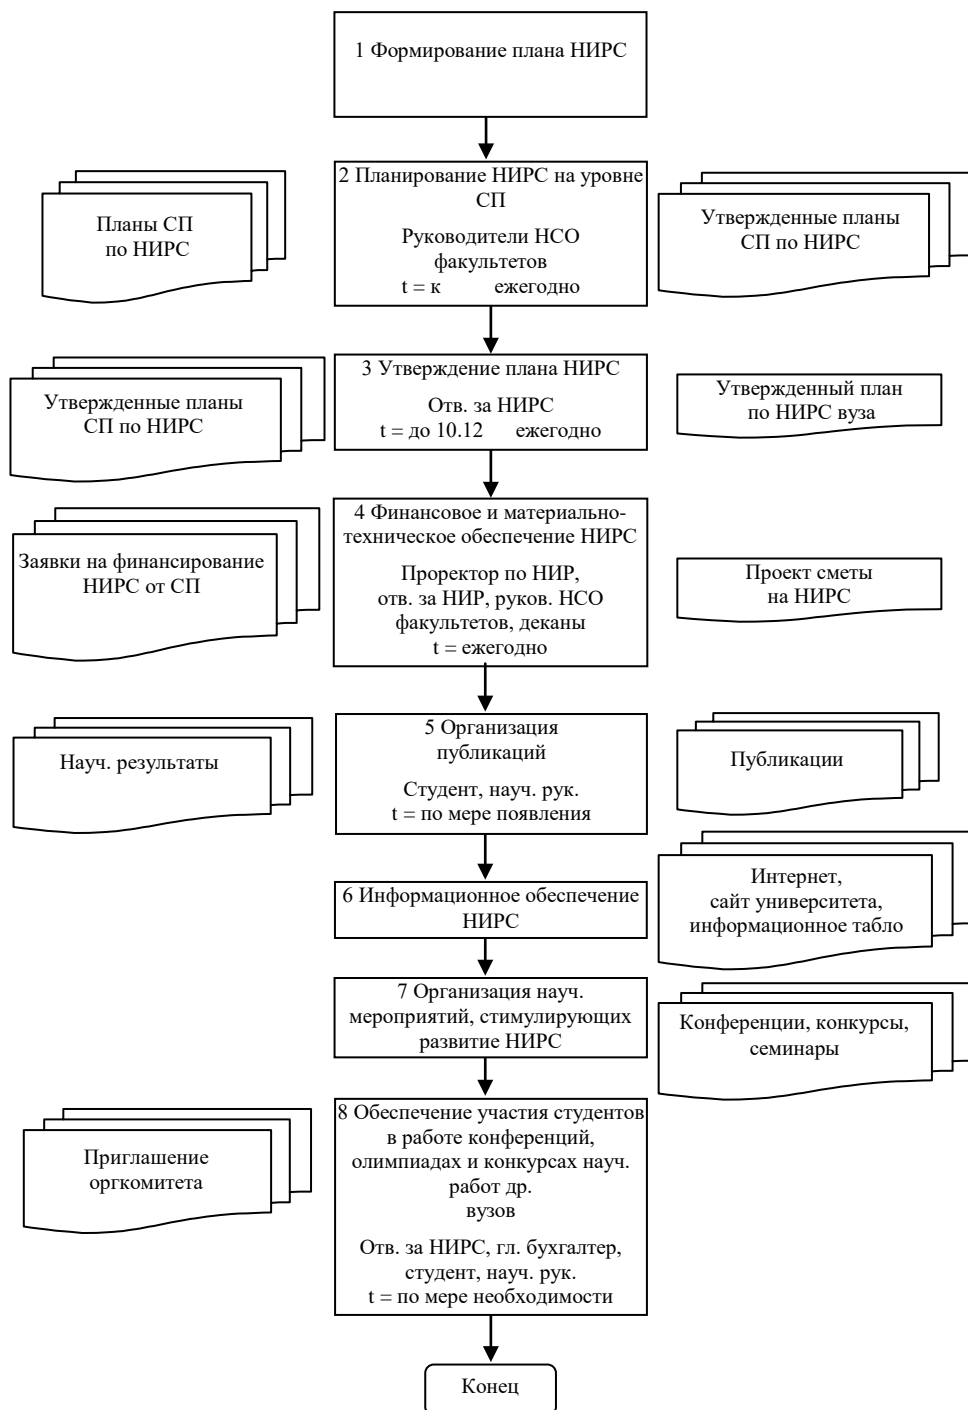 1 Формирование плана НИРС
Планы СП
по НИРС
2 Планирование НИРС на уровне
СП
Руководители НСО
факультетов
t = к ежегодно
Утвержденные планы
СП по НИРС
Утвержденные планы
СП по НИРС
3 Утверждение плана НИРС
Отв. за НИРС
t = до 10.12 ежегодно
Утвержденный план
по НИРС вуза
Заявки на финансирование
НИРС от СП
4 Финансовое и материально-
техническое обеспечение НИРС
Проректор по НИР,
отв. за НИР, руков. НСО
факультетов, деканы
t = ежегодно
Проект сметы
на НИРС
Науч. результаты
5 Организация
публикаций
Студент, науч. рук.
t = по мере появления
Публикации
6 Информационное обеспечение
НИРС
Интернет,
сайт университета,
информационное табло
7 Организация науч.
мероприятий, стимулирующих
развитие НИРС
Конференции, конкурсы,
семинары
Приглашение
оргкомитета
8 Обеспечение участия студентов
в работе конференций,
олимпиадах и конкурсах науч.
работ др.
вузов
Отв. за НИРС, гл. бухгалтер,
студент, науч. рук.
t = по мере необходимости
Конец